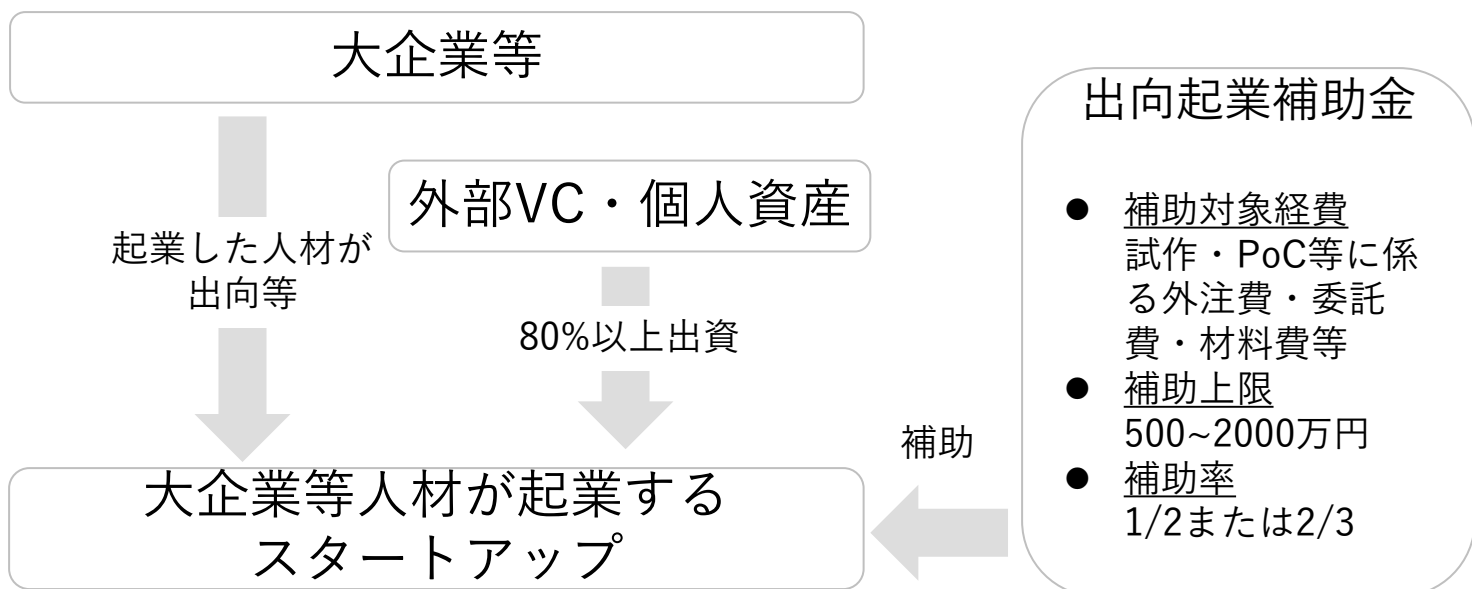 大企業等
外部VC・個人資産
起業した人材が
出向等
80%以上出資
大企業等人材が起業する
スタートアップ
補助
出向起業補助金
● 補助対象経費
試作・PoC等に係
る外注費・委託
費・材料費等
● 補助上限
500~2000万円
● 補助率
1/2または2/3